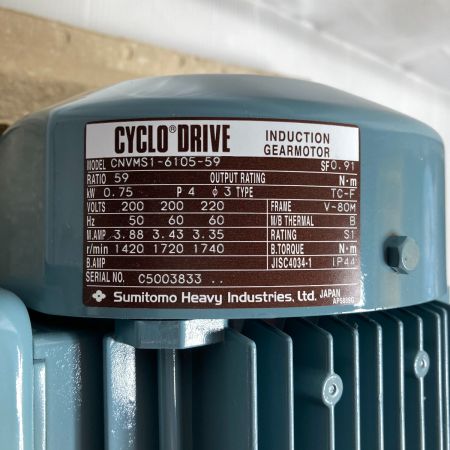 CYCLO® DRIVE INDUCTION GEARMOTOR
MODEL CNVMS1-6105-59 SF 0.91
RATIO 59 OUTPUT RATING N·m
kW 0.75 P 4 φ 3 TYPE TC-F
VOLTS 200 200 220 FRAME V-80M
Hz 50 60 60 M/B THERMAL B
M.AMP 3.88 3.43 3.35 RATING S1
r/min 1420 1720 1740 B.TORQUE N·m
B.AMP JISC4034-1 IP44
SERIAL NO. C5003833 ..
Sumitomo Heavy Industries, Ltd. JAPAN